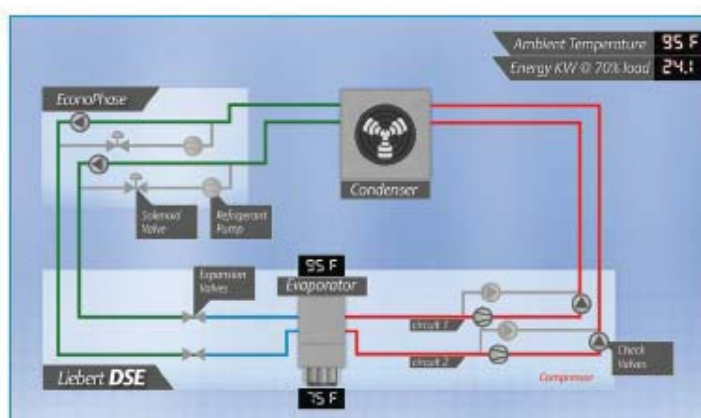 Ambient Temperature 95 F
Energy KW @ 70% load 24.1
EconoPhase
Condenser
Solenoid
Valve
Refrigerant
Pump
95 F
Evaporator
Expansion
Valves
circuit 1
circuit 2
Check
Valves
Compressor
Liebert DSE
75 F